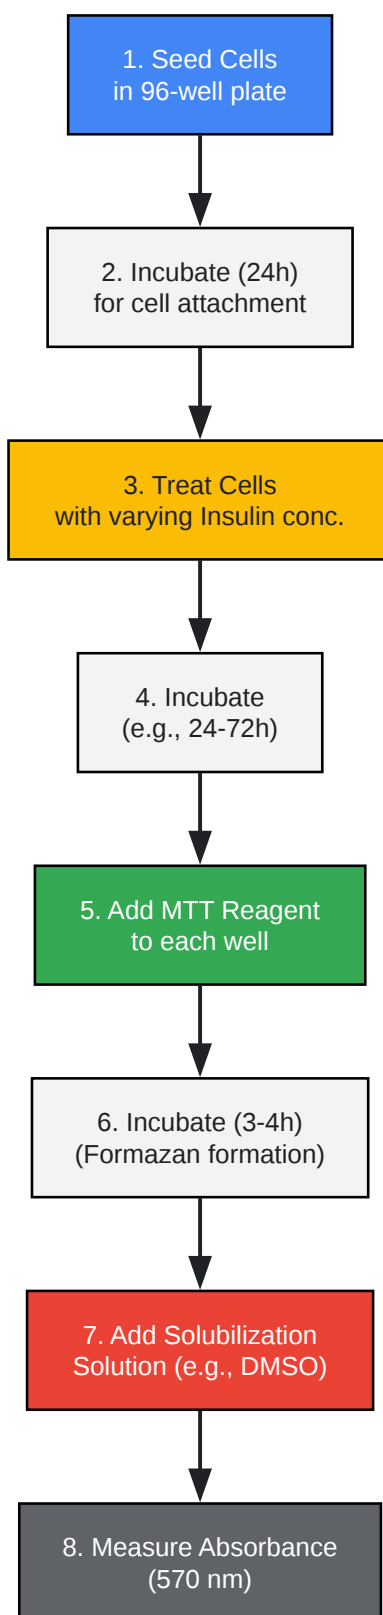 1. Seed Cells
in 96-well plate
2. Incubate (24h)
for cell attachment
3. Treat Cells
with varying Insulin conc.
4. Incubate
(e.g., 24-72h)
5. Add MTT Reagent
to each well
6. Incubate (3-4h)
(Formazan formation)
7. Add Solubilization
Solution (e.g., DMSO)
8. Measure Absorbance
(570 nm)